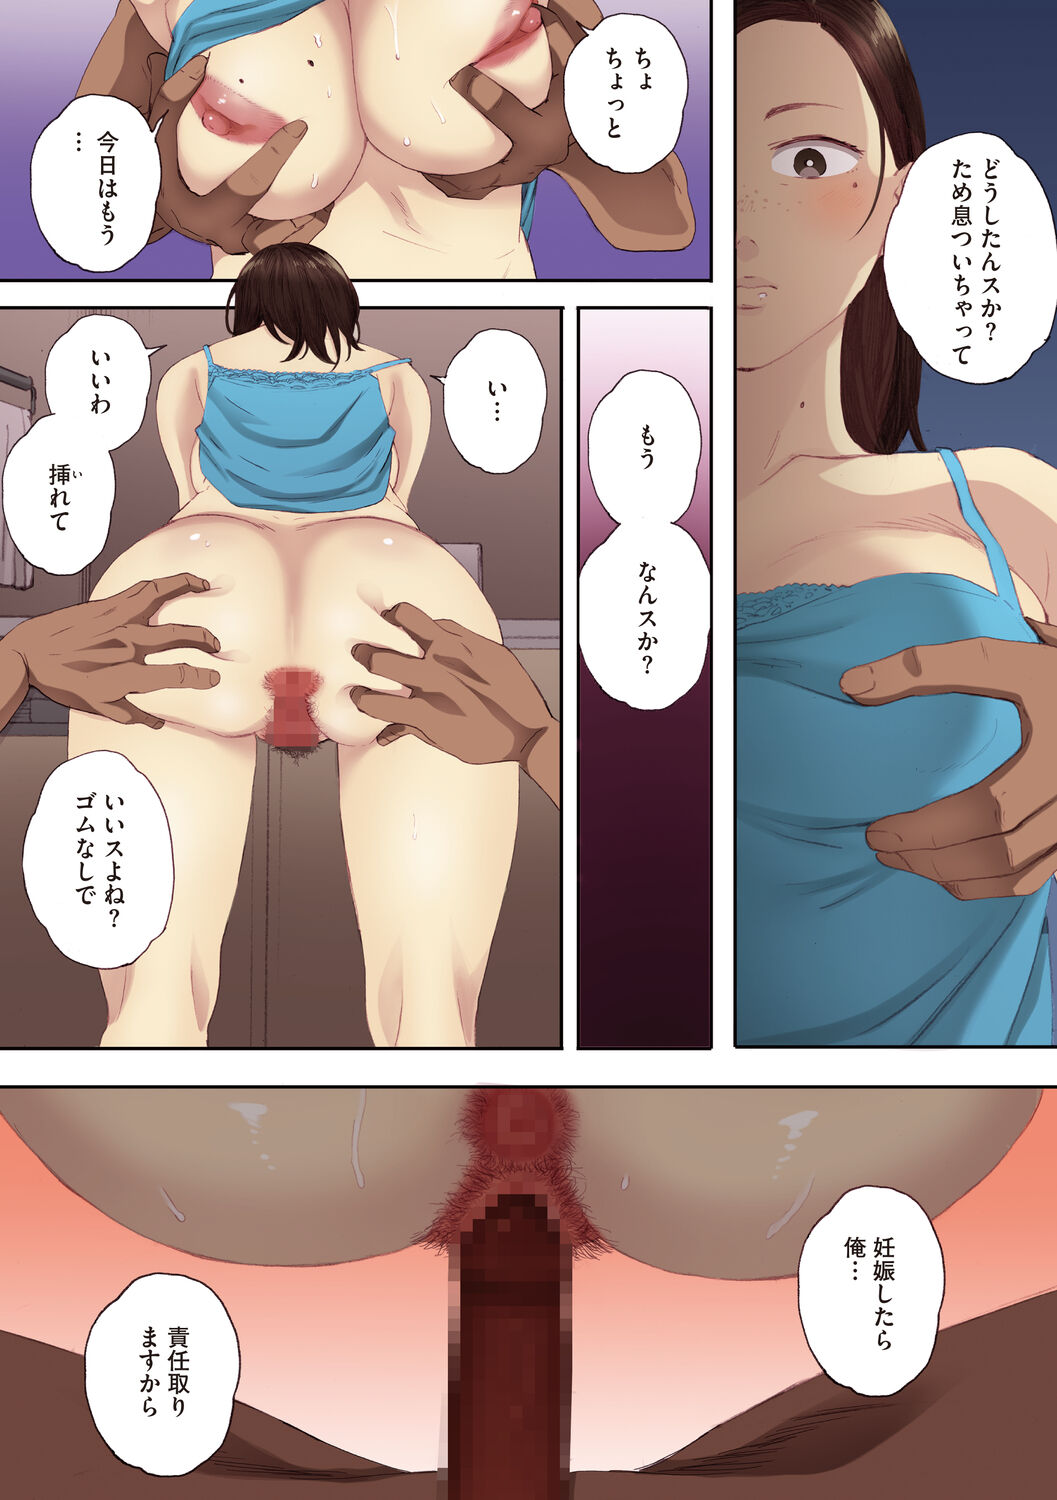 どうしたんスか？
ため息ついちゃって
ちょ
ちょっと
今日はもう
…
もう
なんスか？
い…
いいわ
挿れて
い
いいスよね？
ゴムなしで
妊娠したら
俺…
責任取り
ますから